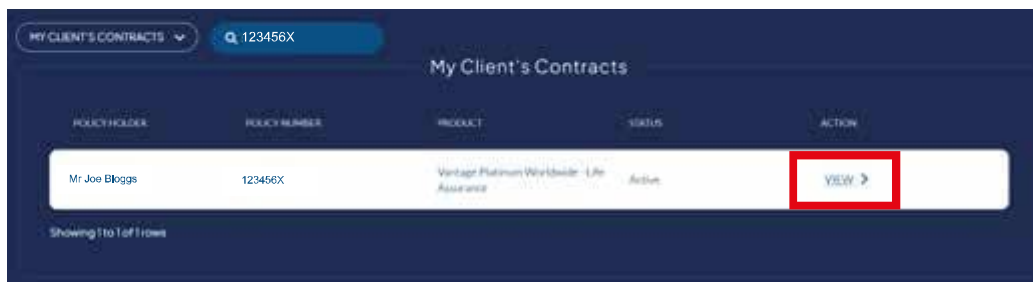 MY CLIENT'S CONTRACTS
123456X
My Client's Contracts
POLICY HOLDER POLICY NUMBER PRODUCT STATUS ACTION
Mr Joe Bloggs 123456X Vantage Platinum Worldwide - Life Active VIEW
Assurance
Showing 1 to 1 of 1 rows